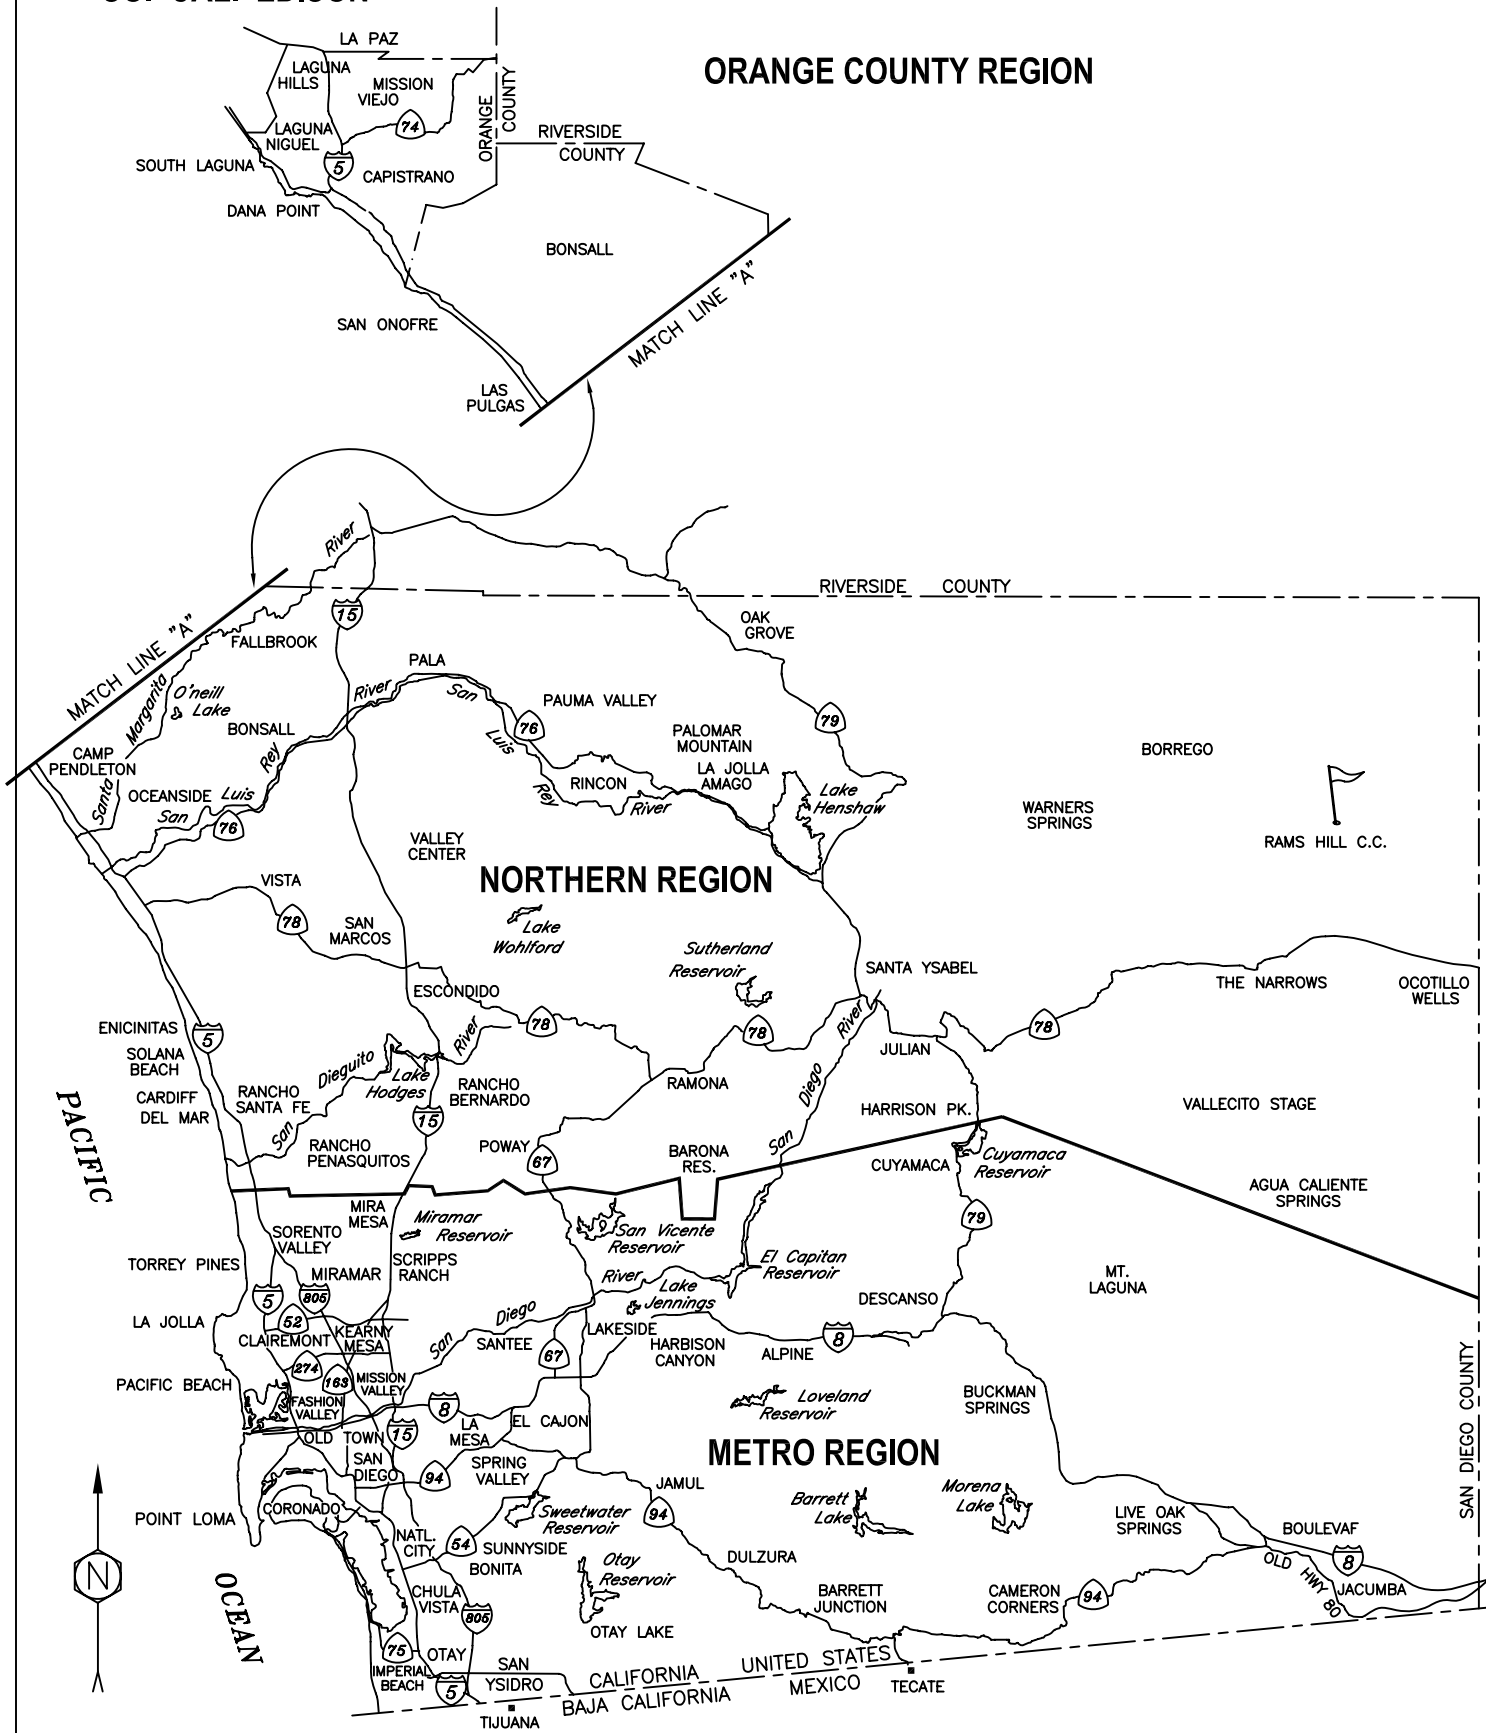 ORANGE COUNTY REGION
LA PAZ
LAGUNA
HILLS
MISSION
VIEJO
74
ORANGE
COUNTY
RIVERSIDE
COUNTY
LAGUNA
NIGUEL
SOUTH LAGUNA
5
CAPISTRANO
DANA POINT
BONSALL
SAN ONOFRE
MATCH LINE "A"
LAS
PULGAS
River
RIVERSIDE COUNTY
15
MATCH LINE "A"
FALLBROOK
OAK
GROVE
PALA
River
San
Margarita
O'neill
Lake
PAUMA VALLEY
76
79
BONSALL
PALOMAR
MOUNTAIN
Luis
BORREGO
CAMP
PENDLETON
Rey
RINCON
LA JOLLA
AMAGO
Rey
River
Lake
Henshaw
Santa
OCEANSIDE
Luis
San
76
WARNERS
SPRINGS
RAMS HILL C.C.
VALLEY
CENTER
NORTHERN REGION
VISTA
78
SAN
MARCOS
Lake
Wohlford
Sutherland
Reservoir
SANTA YSABEL
ESCONDIDO
THE NARROWS
OCOTILLO
WELLS
ENICINITAS
5
River
78
78
River
78
SOLANA
BEACH
Dieguito
JULIAN
Lake
Hodges
RANCHO
BERNARDO
RAMONA
Diego
CARDIFF
DEL MAR
RANCHO
SANTA FE
15
HARRISON PK.
VALLECITO STAGE
PACIFIC
San
RANCHO
PENASQUITOS
POWAY
67
BARONA
RES.
San
CUYAMACA
Cuyamaca
Reservoir
AGUA CALIENTE
SPRINGS
MIRA
MESA
Miramar
Reservoir
San Vicente
Reservoir
79
SORENTO
VALLEY
TORREY PINES
SCRIPPS
RANCH
MIRAMAR
River
El Capitan
Reservoir
MT.
LAGUNA
5
805
Lake
Jennings
DESCANSO
LA JOLLA
52
Diego
CLAIREMONT
KEARNY
MESA
San
SANTEE
LAKESIDE
HARBISON
CANYON
ALPINE
8
274
163
67
PACIFIC BEACH
MISSION
VALLEY
FASHION
VALLEY
8
Loveland
Reservoir
BUCKMAN
SPRINGS
OLD TOWN
15
LA
MESA
EL CAJON
METRO REGION
SAN
DIEGO
94
SPRING
VALLEY
JAMUL
SAN DIEGO COUNTY
POINT LOMA
CORONADO
Sweetwater
Reservoir
94
Barrett
Lake
Morena
Lake
LIVE OAK
SPRINGS
BOULEVAF
NATL.
CITY
54
SUNNYSIDE
BONITA
Otay
Reservoir
DULZURA
OLD HWY 80
8
JACUMBA
N
OCEAN
CHULA
VISTA
805
BARRETT
JUNCTION
CAMERON
CORNERS
94
OTAY LAKE
75
OTAY
IMPERIAL
BEACH
5
SAN
YSIDRO
CALIFORNIA UNITED STATES
BAJA CALIFORNIA MEXICO
TECATE
TIJUANA